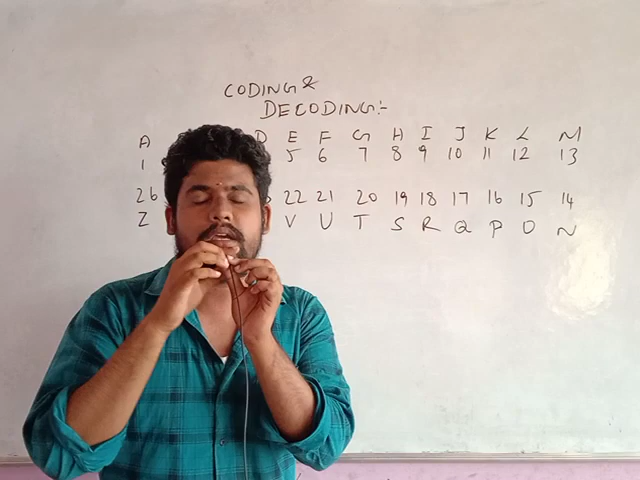 CODING &
DECODING:-
A D E F G H I J K L M
1 5 6 7 8 9 10 11 12 13
26 22 21 20 19 18 17 16 15 14
Z V U T S R Q P O N